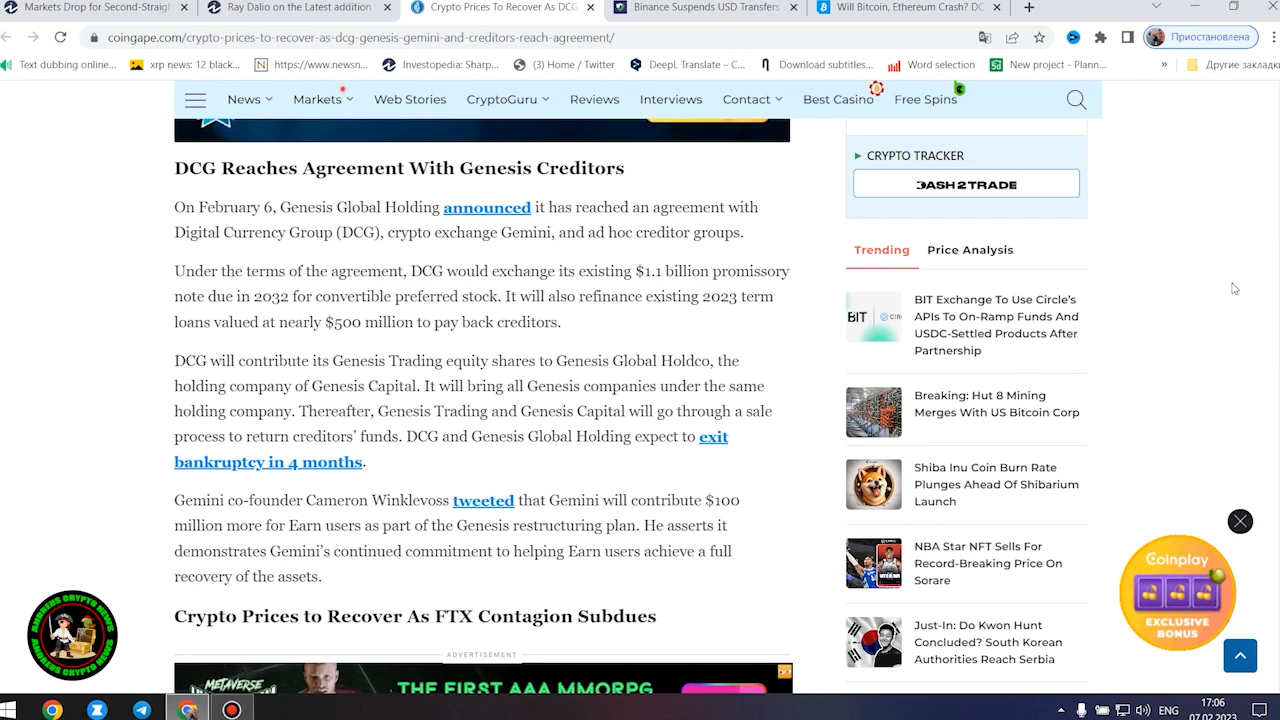 Markets Drop for Second-Straigh
Ray Dalio on the Latest addition
Crypto Prices To Recover As DCG
Binance Suspends USD Transfers
Will Bitcoin, Ethereum Crash? DC
coingape.com/crypto-prices-to-recover-as-dcg-genesis-gemini-and-creditors-reach-agreement/
Приостановлена
Text dubbing online...
xrp news: 12 black...
https://www.newsn...
Investopedia: Sharp...
(3) Home / Twitter
DeepL Translate – C...
Download subtitles...
Word selection
New project - Plann...
»
Другие закладки
News
Markets
Web Stories
CryptoGuru
Reviews
Interviews
Contact
Best Casino
Free Spins
DCG Reaches Agreement With Genesis Creditors
On February 6, Genesis Global Holding announced it has reached an agreement with
Digital Currency Group (DCG), crypto exchange Gemini, and ad hoc creditor groups.
Under the terms of the agreement, DCG would exchange its existing $1.1 billion promissory
note due in 2032 for convertible preferred stock. It will also refinance existing 2023 term
loans valued at nearly $500 million to pay back creditors.
DCG will contribute its Genesis Trading equity shares to Genesis Global Holdco, the
holding company of Genesis Capital. It will bring all Genesis companies under the same
holding company. Thereafter, Genesis Trading and Genesis Capital will go through a sale
process to return creditors' funds. DCG and Genesis Global Holding expect to exit
bankruptcy in 4 months.
Gemini co-founder Cameron Winklevoss tweeted that Gemini will contribute $100
million more for Earn users as part of the Genesis restructuring plan. He asserts it
demonstrates Gemini's continued commitment to helping Earn users achieve a full
recovery of the assets.
Crypto Prices to Recover As FTX Contagion Subdues
ADVERTISEMENT
METAVERSE
THE FIRST AAA MMORPG
CRYPTO TRACKER
DASH 2 TRADE
Trending
Price Analysis
BIT Exchange To Use Circle's
APIs To On-Ramp Funds And
USDC-Settled Products After
Partnership
Breaking: Hut 8 Mining
Merges With US Bitcoin Corp
Shiba Inu Coin Burn Rate
Plunges Ahead Of Shibarium
Launch
NBA Star NFT Sells For
Record-Breaking Price On
Sorare
Just-In: Do Kwon Hunt
Concluded? South Korean
Authorities Reach Serbia
BIT
CIR
Coinplay
EXCLUSIVE
BONUS
ANDREUS CRYPTO NEWS
ANDREUS CRYPTO NEWS
ENG
17:06
07.02.2023